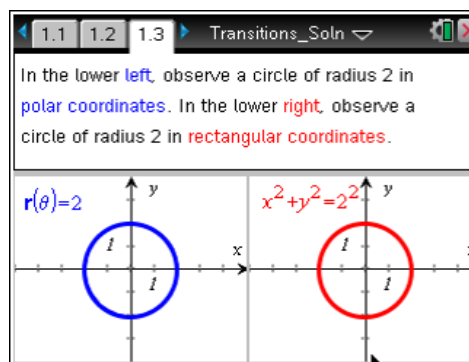 1.1 1.2 1.3 Transitions_Soln
In the lower left, observe a circle of radius 2 in
polar coordinates. In the lower right, observe a
circle of radius 2 in rectangular coordinates.
r(θ)=2
y
1
x
1
x²+y²=2²
y
1
x
1